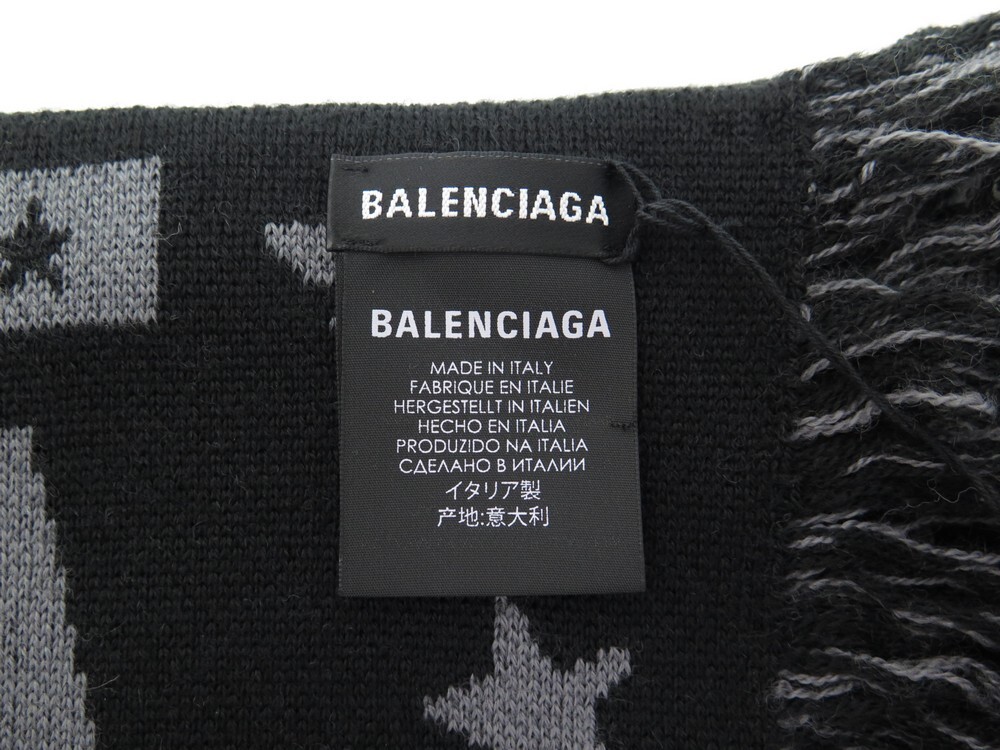 BALENCIAGA
BALENCIAGA
MADE IN ITALY
FABRIQUE EN ITALIE
HERGESTELLT IN ITALIEN
HECHO EN ITALIA
PRODUZIDO NA ITALIA
СДЕЛАНО В ИТАЛИИ
イタリア製
产地:意大利